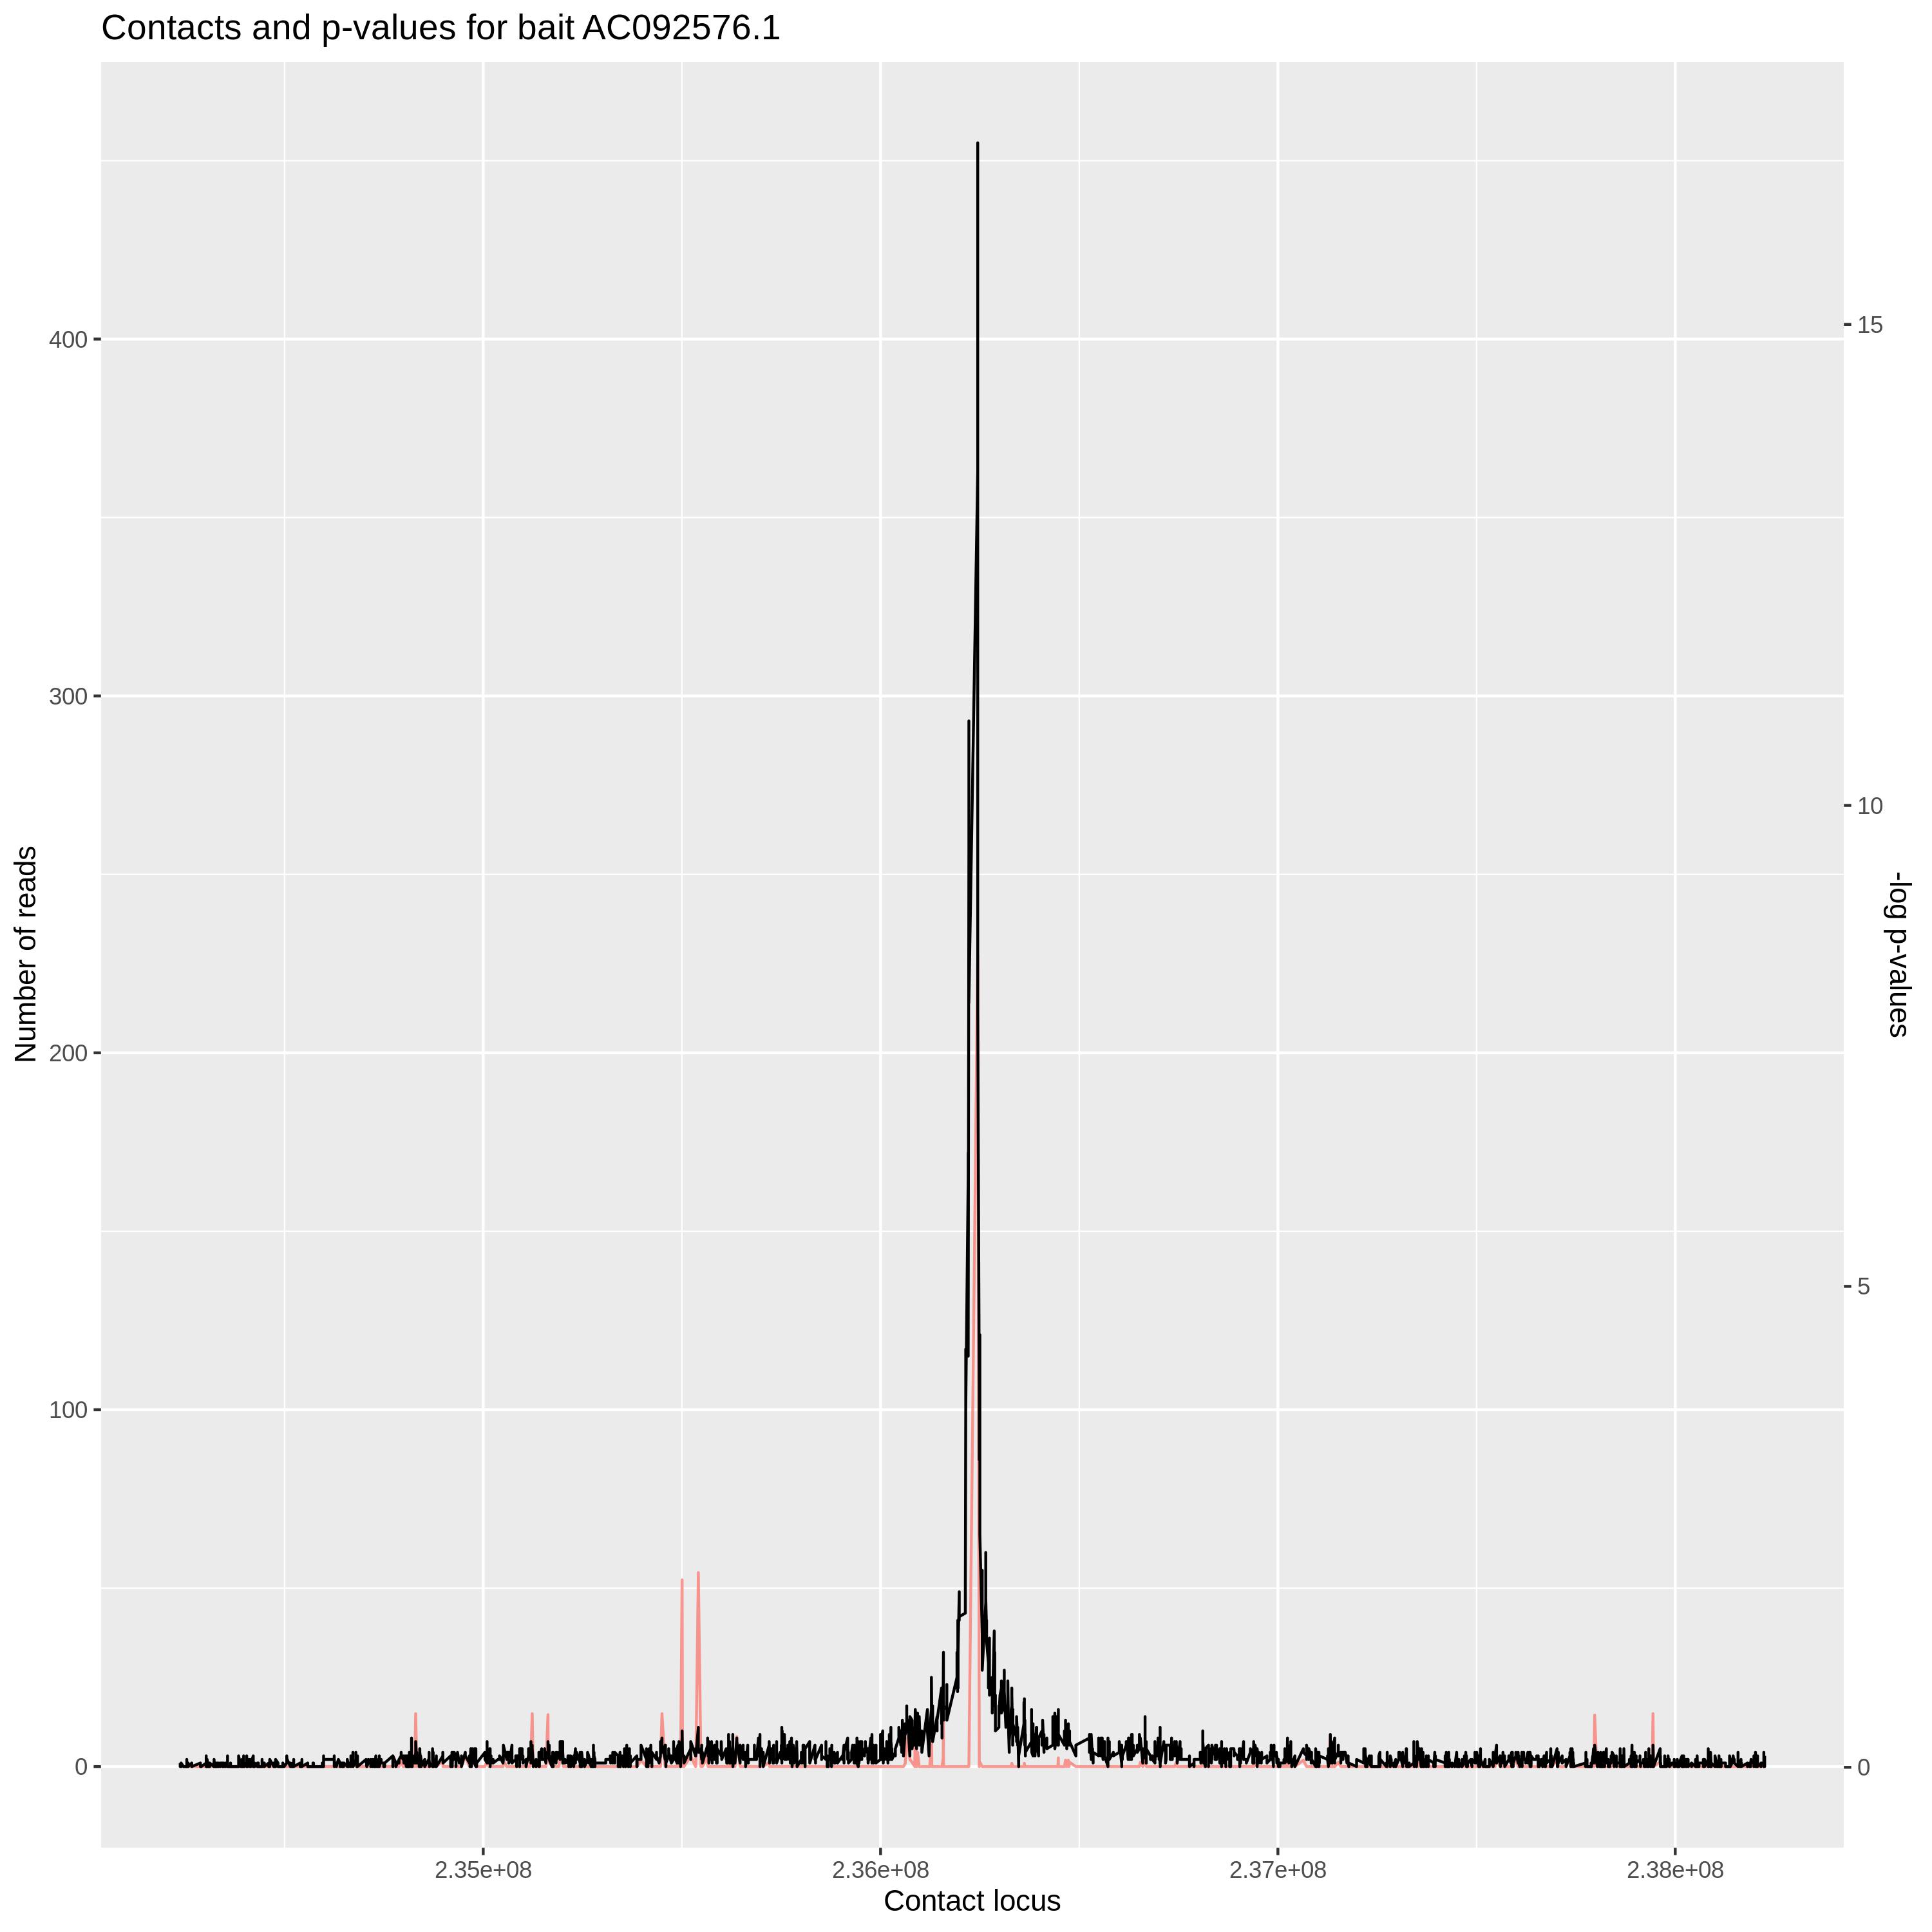 Contacts and p-values for bait AC092576.1
400
300
200
100
0
Number of reads
15
10
5
0
-log p-values
2.35e+08
2.36e+08
2.37e+08
2.38e+08
Contact locus